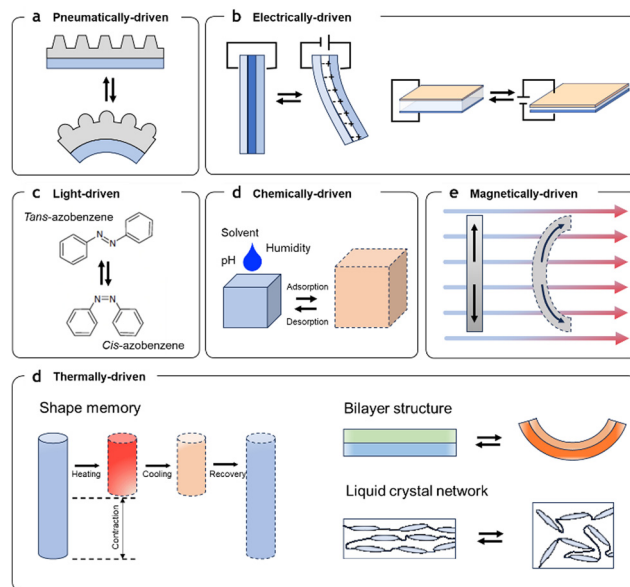 a Pneumatically-driven
b Electrically-driven
c Light-driven
Tans-azobenzene
N
N
N
N
Cis-azobenzene
d Chemically-driven
Solvent
Humidity
pH
Adsorption
Desorption
e Magnetically-driven
d Thermally-driven
Shape memory
Heating
Cooling
Recovery
Contraction
Bilayer structure
Liquid crystal network